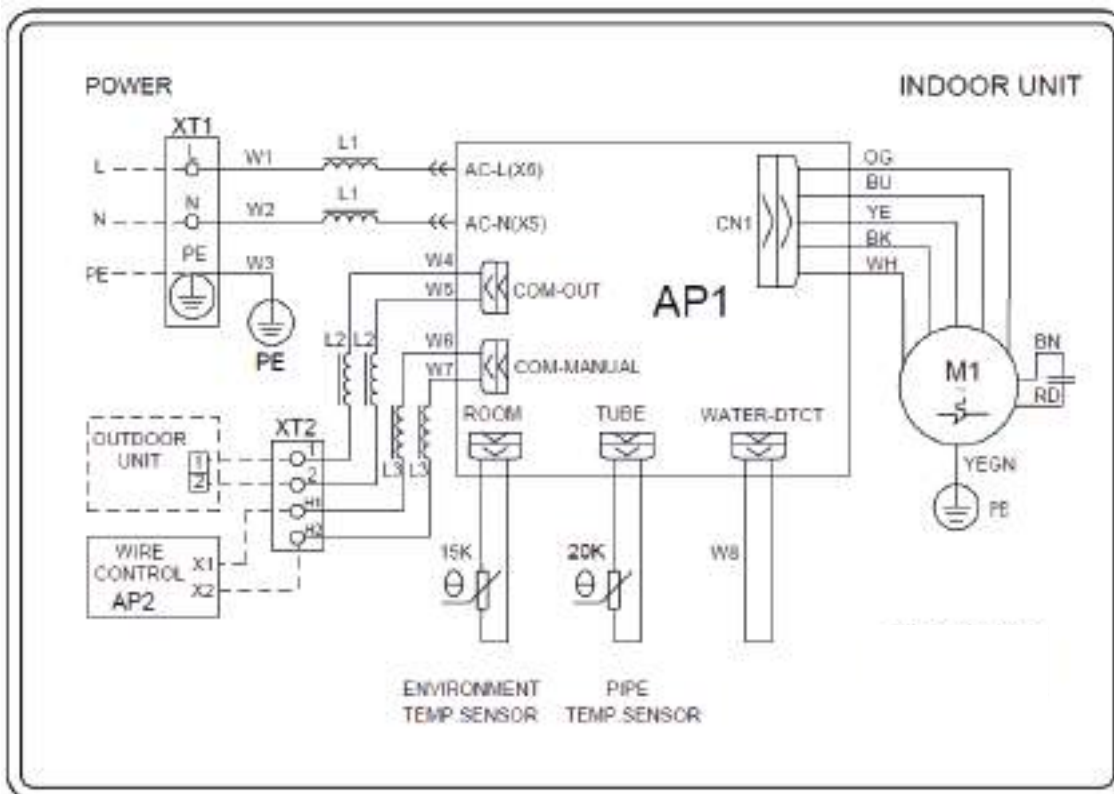 POWER
INDOOR UNIT
XT1
L
L
W1
L1
AC-L(X6)
N
N
W2
L1
AC-N(X5)
PE
PE
W3
PE
W4
W5
COM-OUT
W6
W7
COM-MANUAL
L2
L2
L3
L3
AP1
CN1
OG
BU
YE
BK
WH
M1
BN
RD
YEGN
PE
ROOM
TUBE
WATER-DTCT
XT2
1
2
H1
H2
OUTDOOR
UNIT
1
2
WIRE
CONTROL
AP2
X1
X2
15K
θ
20K
θ
W8
ENVIRONMENT
TEMP.SENSOR
PIPE
TEMP.SENSOR